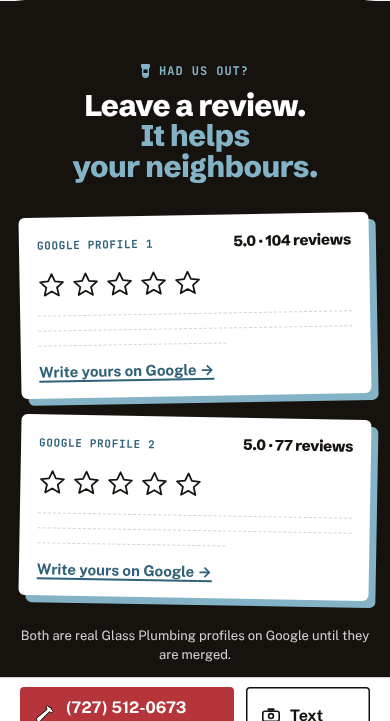 HAD US OUT?
Leave a review.
It helps
your neighbours.
GOOGLE PROFILE 1
5.0 · 104 reviews
Write yours on Google →
GOOGLE PROFILE 2
5.0 · 77 reviews
Write yours on Google →
Both are real Glass Plumbing profiles on Google until they
are merged.
(727) 512-0673
Text